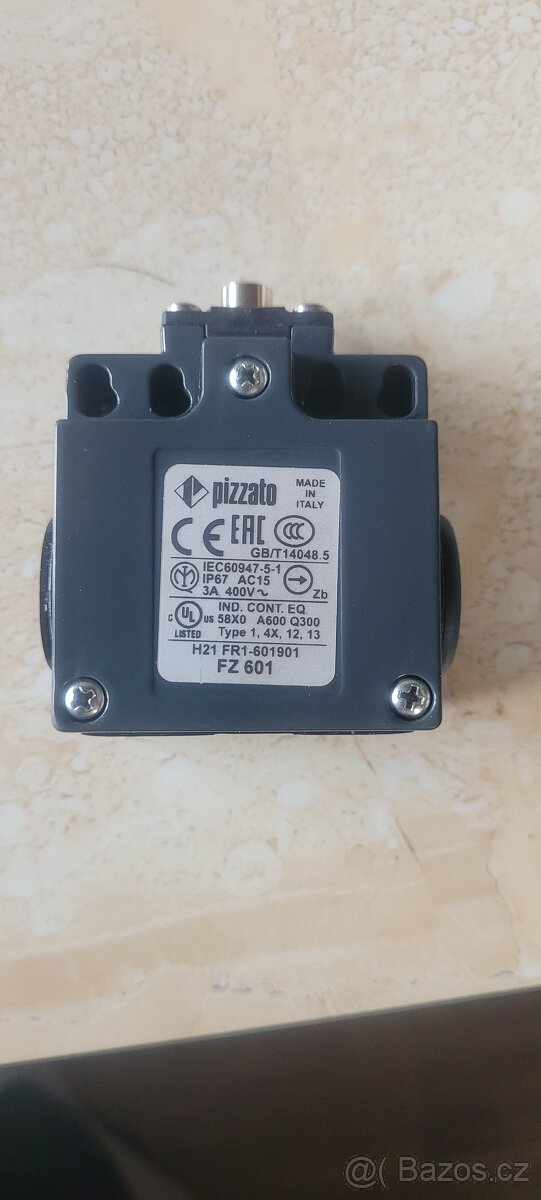 pizzato
MADE
IN
ITALY
CE EAC CCC
GB/T14048.5
IEC60947-5-1
IP67 AC15
3A 400V~
Zb
IND. CONT. EQ.
c UL us 58X0 A600 Q300
LISTED Type 1, 4X, 12, 13
H21 FR1-601901
FZ 601
@( Bazos.cz